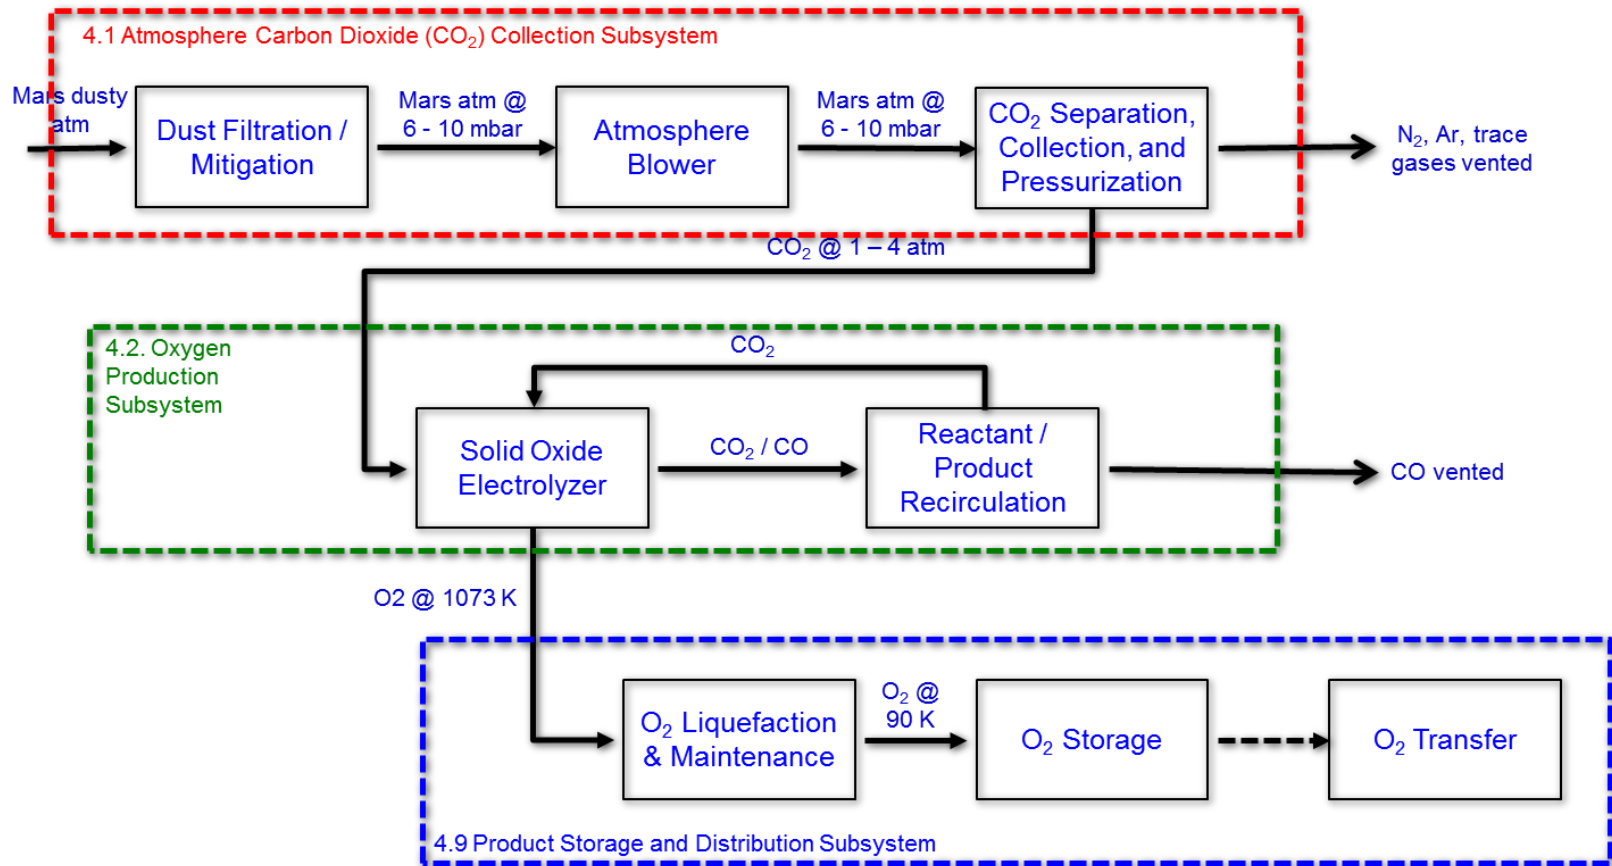 4.1 Atmosphere Carbon Dioxide (CO₂) Collection Subsystem
Mars dusty
atm
Dust Filtration /
Mitigation
Mars atm @
6 - 10 mbar
Atmosphere
Blower
Mars atm @
6 - 10 mbar
CO₂ Separation,
Collection, and
Pressurization
N₂, Ar, trace
gases vented
CO₂ @ 1 – 4 atm
4.2. Oxygen
Production
Subsystem
CO₂
Solid Oxide
Electrolyzer
CO₂ / CO
Reactant /
Product
Recirculation
CO vented
O2 @ 1073 K
O₂ Liquefaction
& Maintenance
O₂ @
90 K
O₂ Storage
O₂ Transfer
4.9 Product Storage and Distribution Subsystem